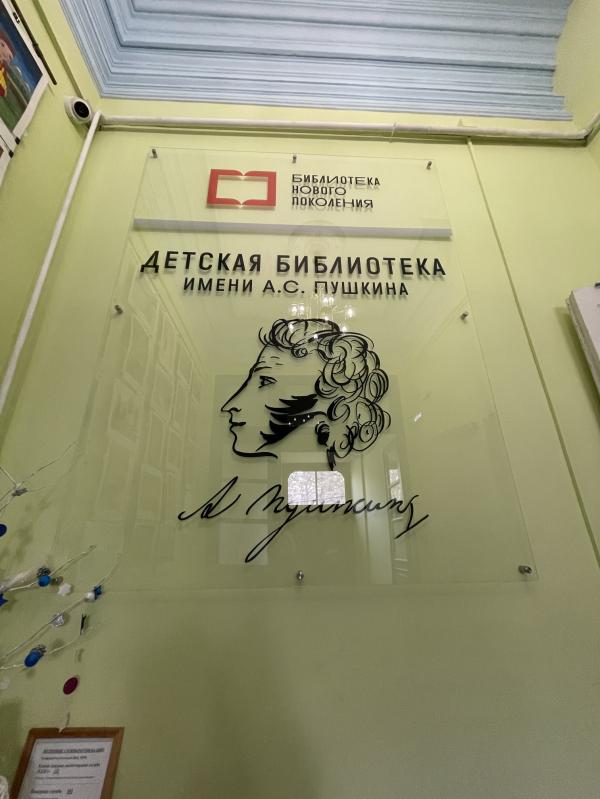 БИБЛИОТЕКА
НОВОГО
ПОКОЛЕНИЯ
ДЕТСКАЯ БИБЛИОТЕКА
ИМЕНИ А.С. ПУШКИНА
А Пушкинъ